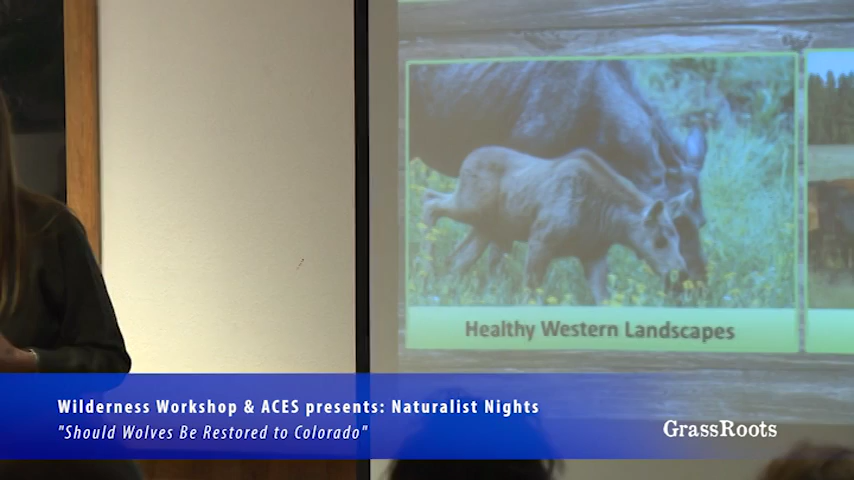 Healthy Western Landscapes
Wilderness Workshop & ACES presents: Naturalist Nights
"Should Wolves Be Restored to Colorado"
GrassRoots